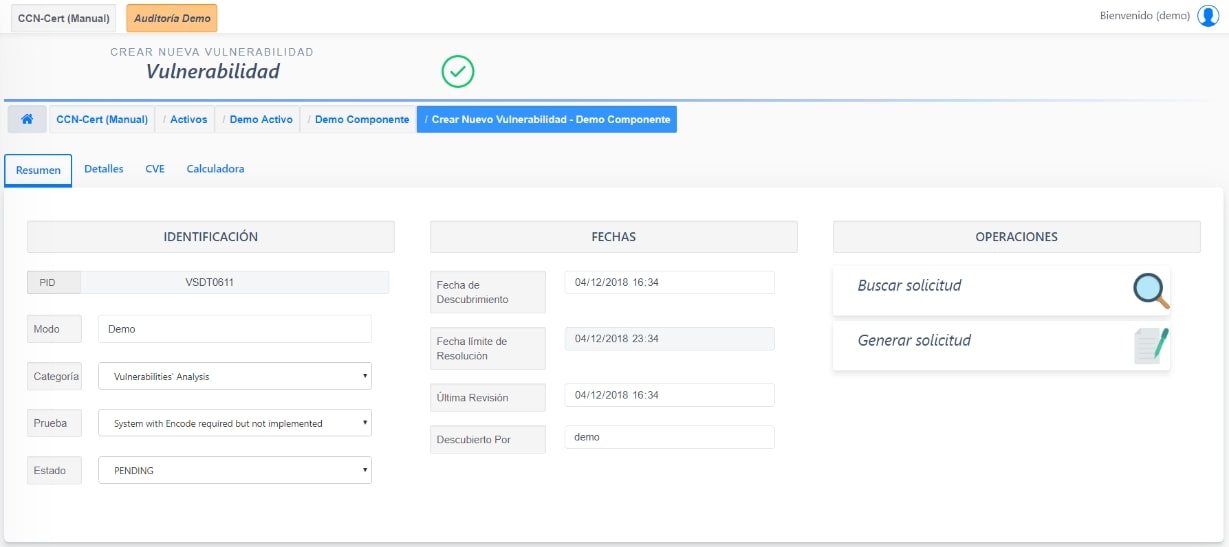 CCN-Cert (Manual)
Auditoría Demo
Bienvenido (demo)
CREAR NUEVA VULNERABILIDAD
Vulnerabilidad
CCN-Cert (Manual) / Activos / Demo Activo / Demo Componente / Crear Nuevo Vulnerabilidad - Demo Componente
Resumen
Detalles
CVE
Calculadora
IDENTIFICACIÓN
PID VSDT0611
Modo Demo
Categoría Vulnerabilities' Analysis
Prueba System with Encode required but not implemented
Estado PENDING
FECHAS
Fecha de
Descubrimiento
04/12/2018 16:34
Fecha límite de
Resolución
04/12/2018 23:34
Última Revisión 04/12/2018 16:34
Descubierto Por demo
OPERACIONES
Buscar solicitud
Generar solicitud